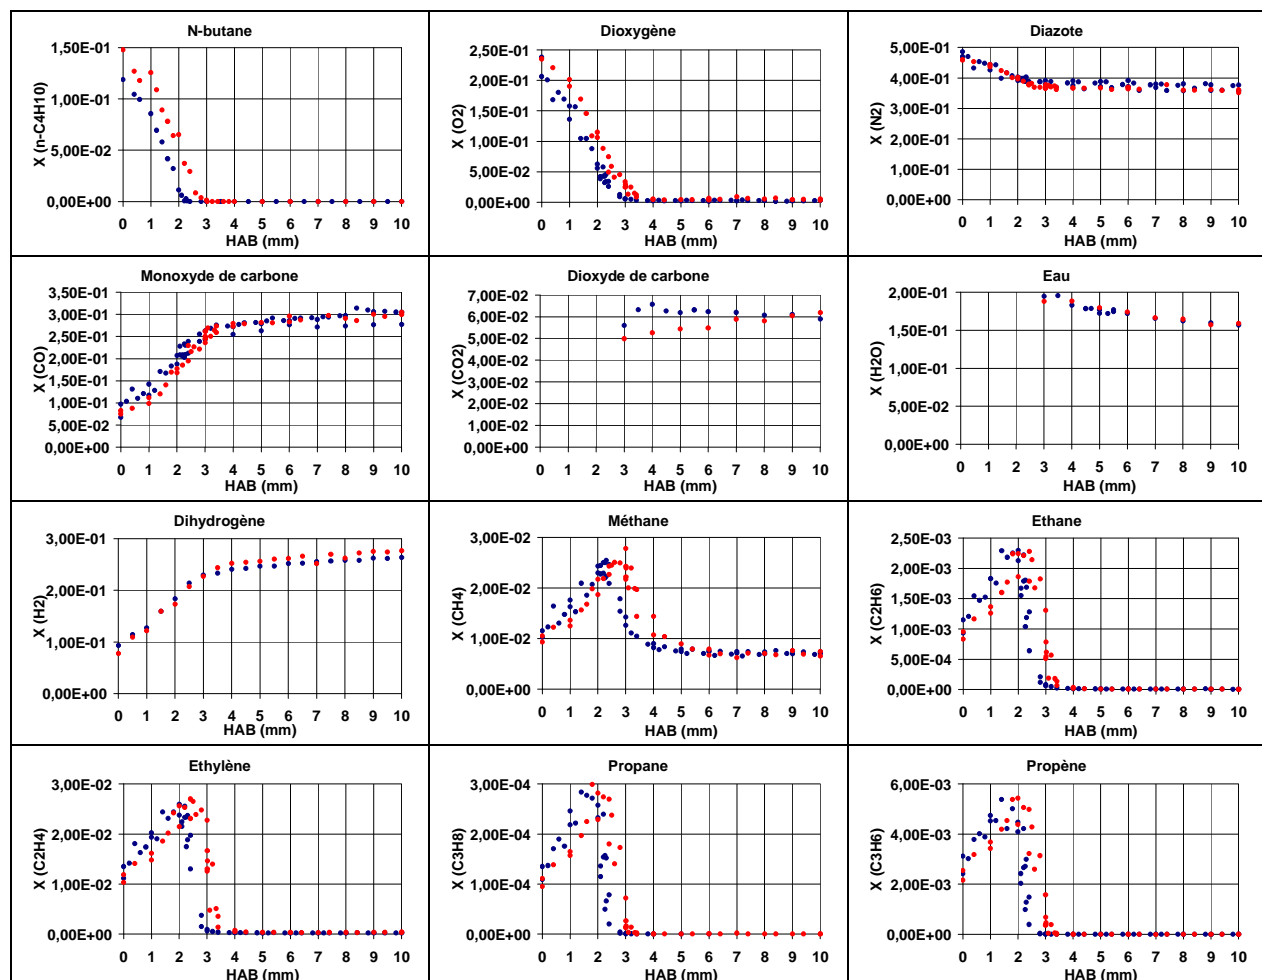 N-butane
1,50E-01
1,00E-01
5,00E-02
0,00E+00
X (n-C4H10)
0 1 2 3 4 5 6 7 8 9 10
HAB (mm)
Dioxygène
2,50E-01
2,00E-01
1,50E-01
1,00E-01
5,00E-02
0,00E+00
X (O2)
0 1 2 3 4 5 6 7 8 9 10
HAB (mm)
Diazote
5,00E-01
4,00E-01
3,00E-01
2,00E-01
1,00E-01
0,00E+00
X (N2)
0 1 2 3 4 5 6 7 8 9 10
HAB (mm)
Monoxyde de carbone
3,50E-01
3,00E-01
2,50E-01
2,00E-01
1,50E-01
1,00E-01
5,00E-02
0,00E+00
X (CO)
0 1 2 3 4 5 6 7 8 9 10
HAB (mm)
Dioxyde de carbone
7,00E-02
6,00E-02
5,00E-02
4,00E-02
3,00E-02
2,00E-02
1,00E-02
0,00E+00
X (CO2)
0 1 2 3 4 5 6 7 8 9 10
HAB (mm)
Eau
2,00E-01
1,50E-01
1,00E-01
5,00E-02
0,00E+00
X (H2O)
0 1 2 3 4 5 6 7 8 9 10
HAB (mm)
Dihydrogène
3,00E-01
2,00E-01
1,00E-01
0,00E+00
X (H2)
0 1 2 3 4 5 6 7 8 9 10
HAB (mm)
Méthane
3,00E-02
2,00E-02
1,00E-02
0,00E+00
X (CH4)
0 1 2 3 4 5 6 7 8 9 10
HAB (mm)
Ethane
2,50E-03
2,00E-03
1,50E-03
1,00E-03
5,00E-04
0,00E+00
X (C2H6)
0 1 2 3 4 5 6 7 8 9 10
HAB (mm)
Ethylène
3,00E-02
2,00E-02
1,00E-02
0,00E+00
X (C2H4)
0 1 2 3 4 5 6 7 8 9 10
HAB (mm)
Propane
3,00E-04
2,00E-04
1,00E-04
0,00E+00
X (C3H8)
0 1 2 3 4 5 6 7 8 9 10
HAB (mm)
Propène
6,00E-03
4,00E-03
2,00E-03
0,00E+00
X (C3H6)
0 1 2 3 4 5 6 7 8 9 10
HAB (mm)